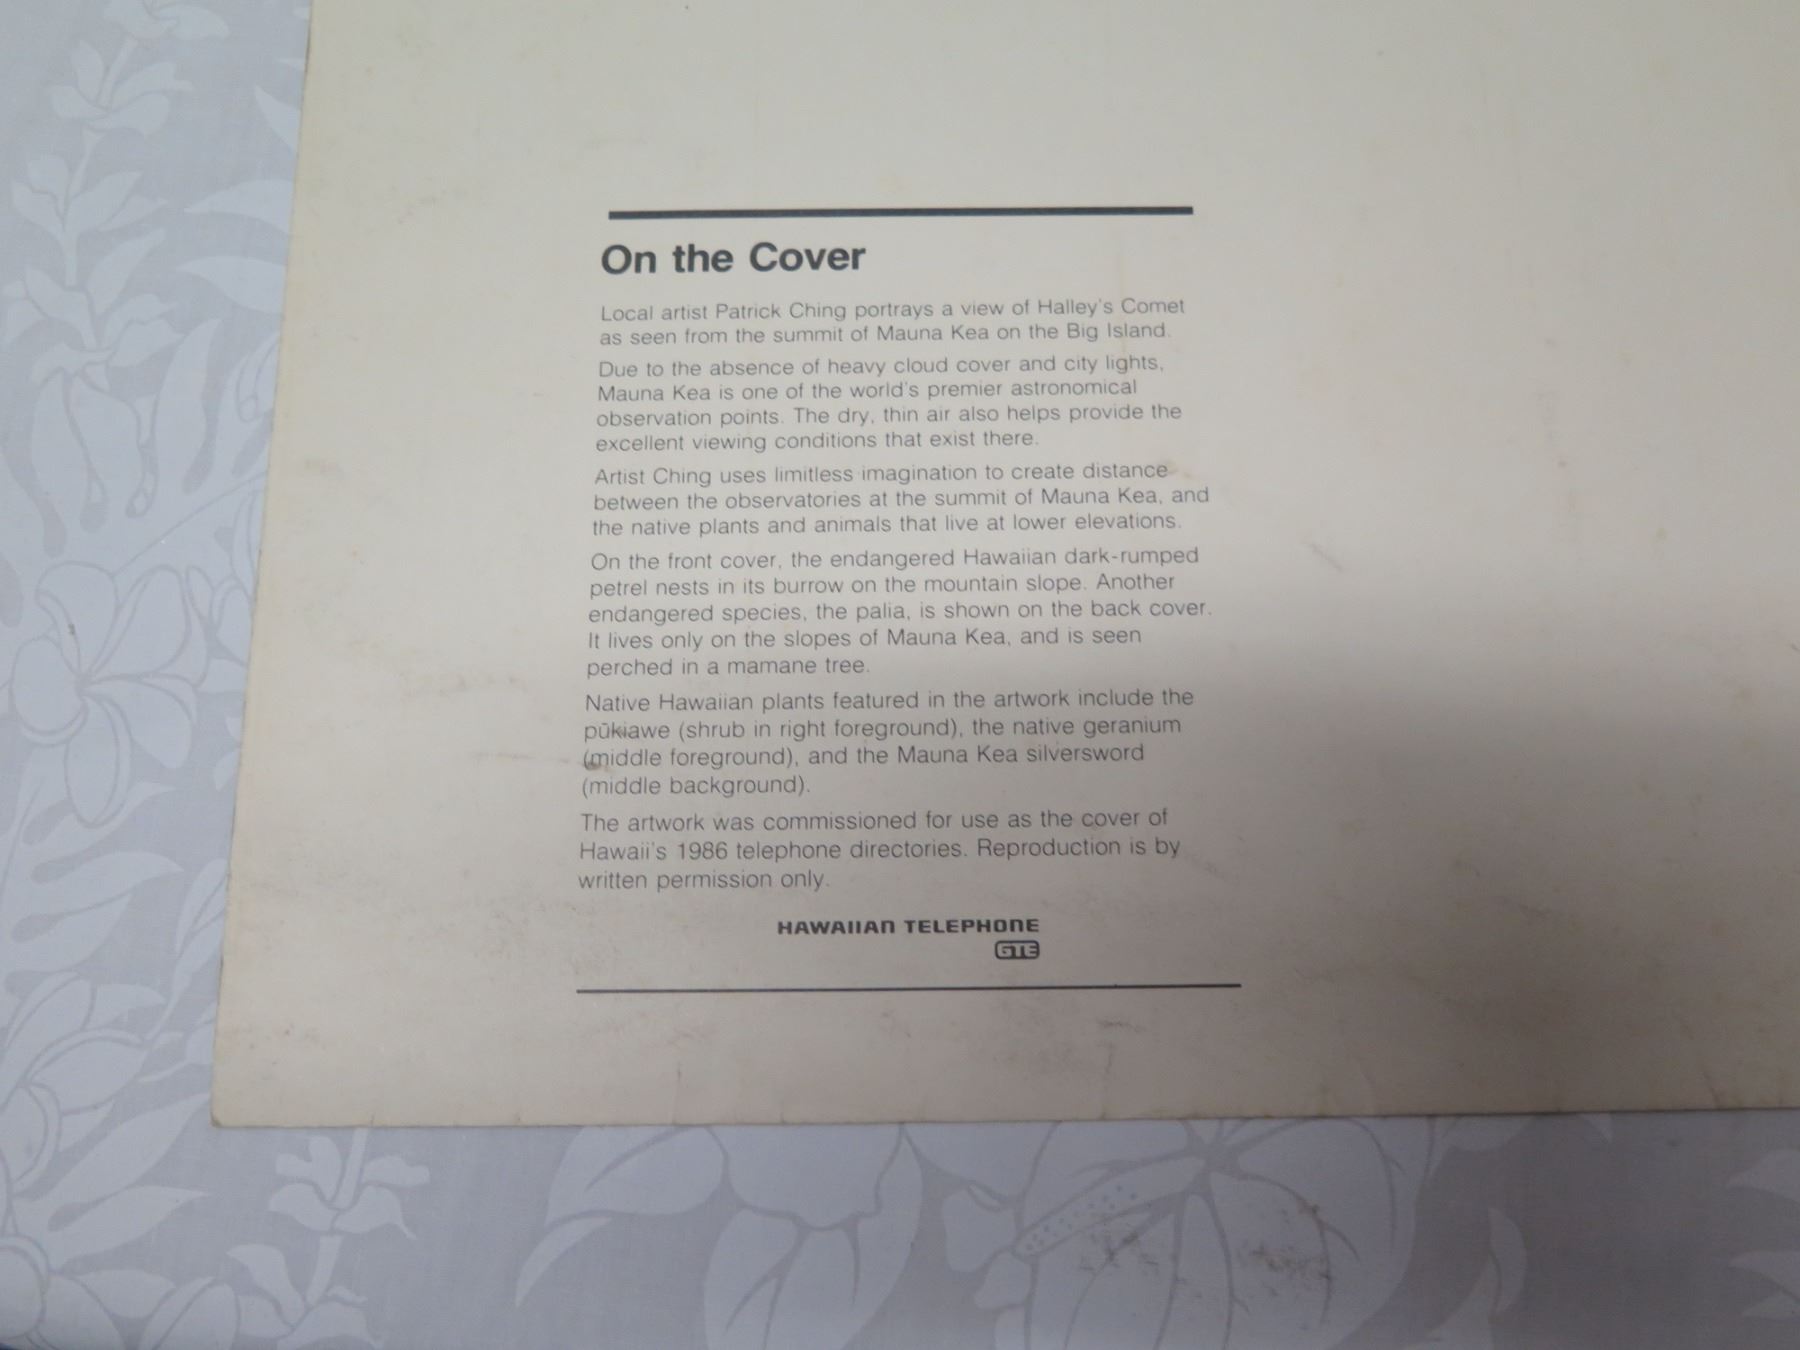 On the Cover
Local artist Patrick Ching portrays a view of Halley's Comet
as seen from the summit of Mauna Kea on the Big Island.
Due to the absence of heavy cloud cover and city lights,
Mauna Kea is one of the world's premier astronomical
observation points. The dry, thin air also helps provide the
excellent viewing conditions that exist there.
Artist Ching uses limitless imagination to create distance
between the observatories at the summit of Mauna Kea, and
the native plants and animals that live at lower elevations.
On the front cover, the endangered Hawaiian dark-rumped
petrel nests in its burrow on the mountain slope. Another
endangered species, the palia, is shown on the back cover.
It lives only on the slopes of Mauna Kea, and is seen
perched in a mamane tree.
Native Hawaiian plants featured in the artwork include the
pūkiawe (shrub in right foreground), the native geranium
(middle foreground), and the Mauna Kea silversword
(middle background).
The artwork was commissioned for use as the cover of
Hawaii's 1986 telephone directories. Reproduction is by
written permission only.
HAWAIIAN TELEPHONE
GTE